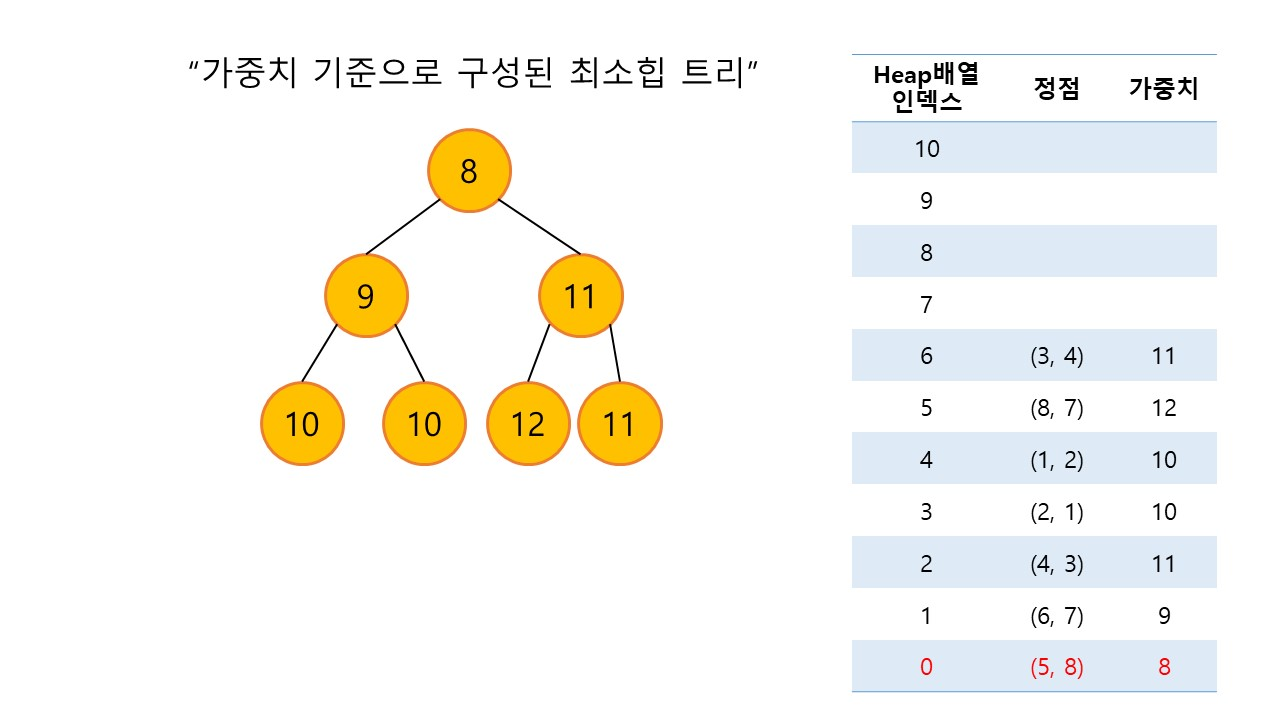 “가중치 기준으로 구성된 최소힙 트리”
8
9 11
10 10 12 11
Heap배열 인덱스 정점 가중치
10
9
8
7
6 (3, 4) 11
5 (8, 7) 12
4 (1, 2) 10
3 (2, 1) 10
2 (4, 3) 11
1 (6, 7) 9
0 (5, 8) 8